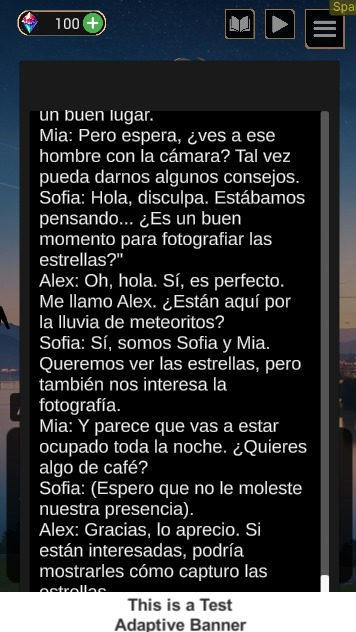 Spa
100
un buen lugar.
Mia: Pero espera, ¿ves a ese
hombre con la cámara? Tal vez
pueda darnos algunos consejos.
Sofia: Hola, disculpa. Estábamos
pensando... ¿Es un buen
momento para fotografiar las
estrellas?"
Alex: Oh, hola. Sí, es perfecto.
Me llamo Alex. ¿Están aquí por
la lluvia de meteoritos?
Sofia: Sí, somos Sofia y Mia.
Queremos ver las estrellas, pero
también nos interesa la
fotografía.
Mia: Y parece que vas a estar
ocupado toda la noche. ¿Quieres
algo de café?
Sofia: (Espero que no le moleste
nuestra presencia).
Alex: Gracias, lo aprecio. Si
están interesadas, podría
mostrarles cómo capturo las
estrellas
This is a Test
Adaptive Banner